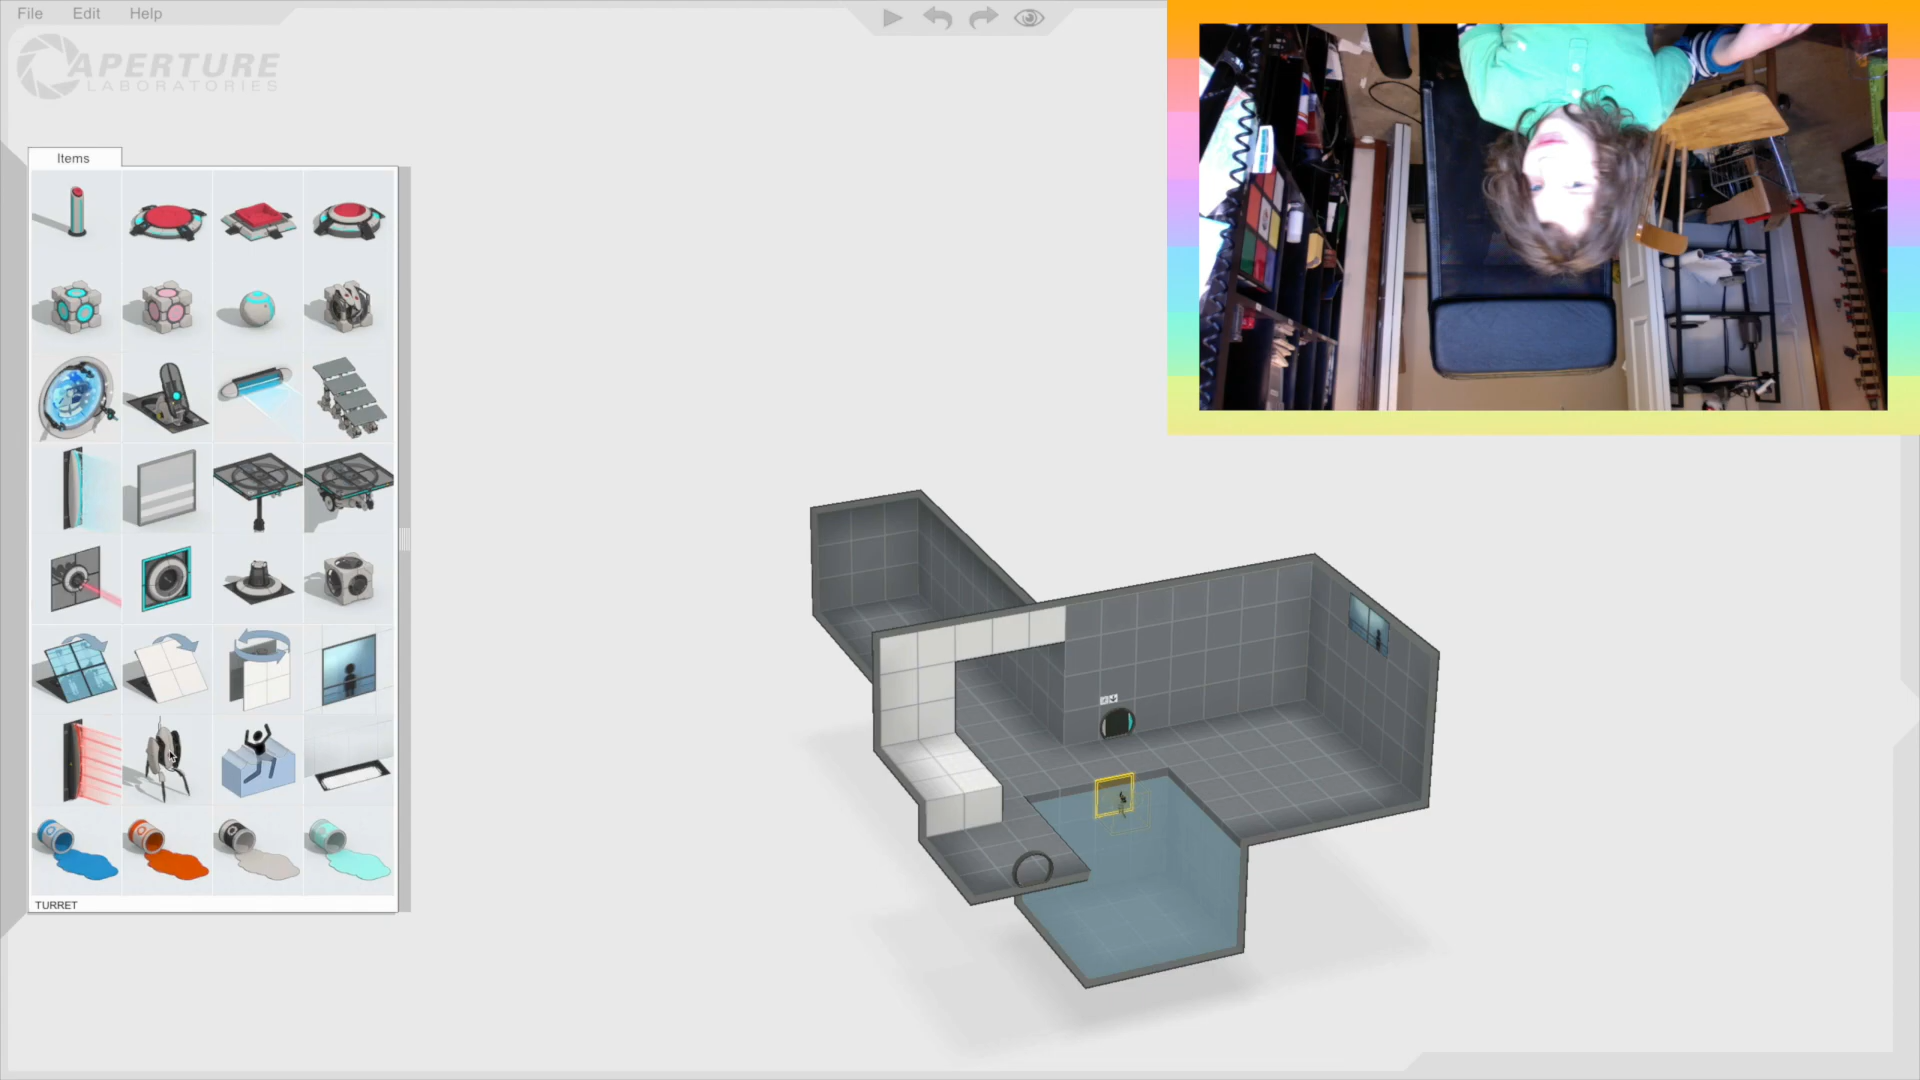 File Edit Help
APERTURE
LABORATORIES
Items
TURRET